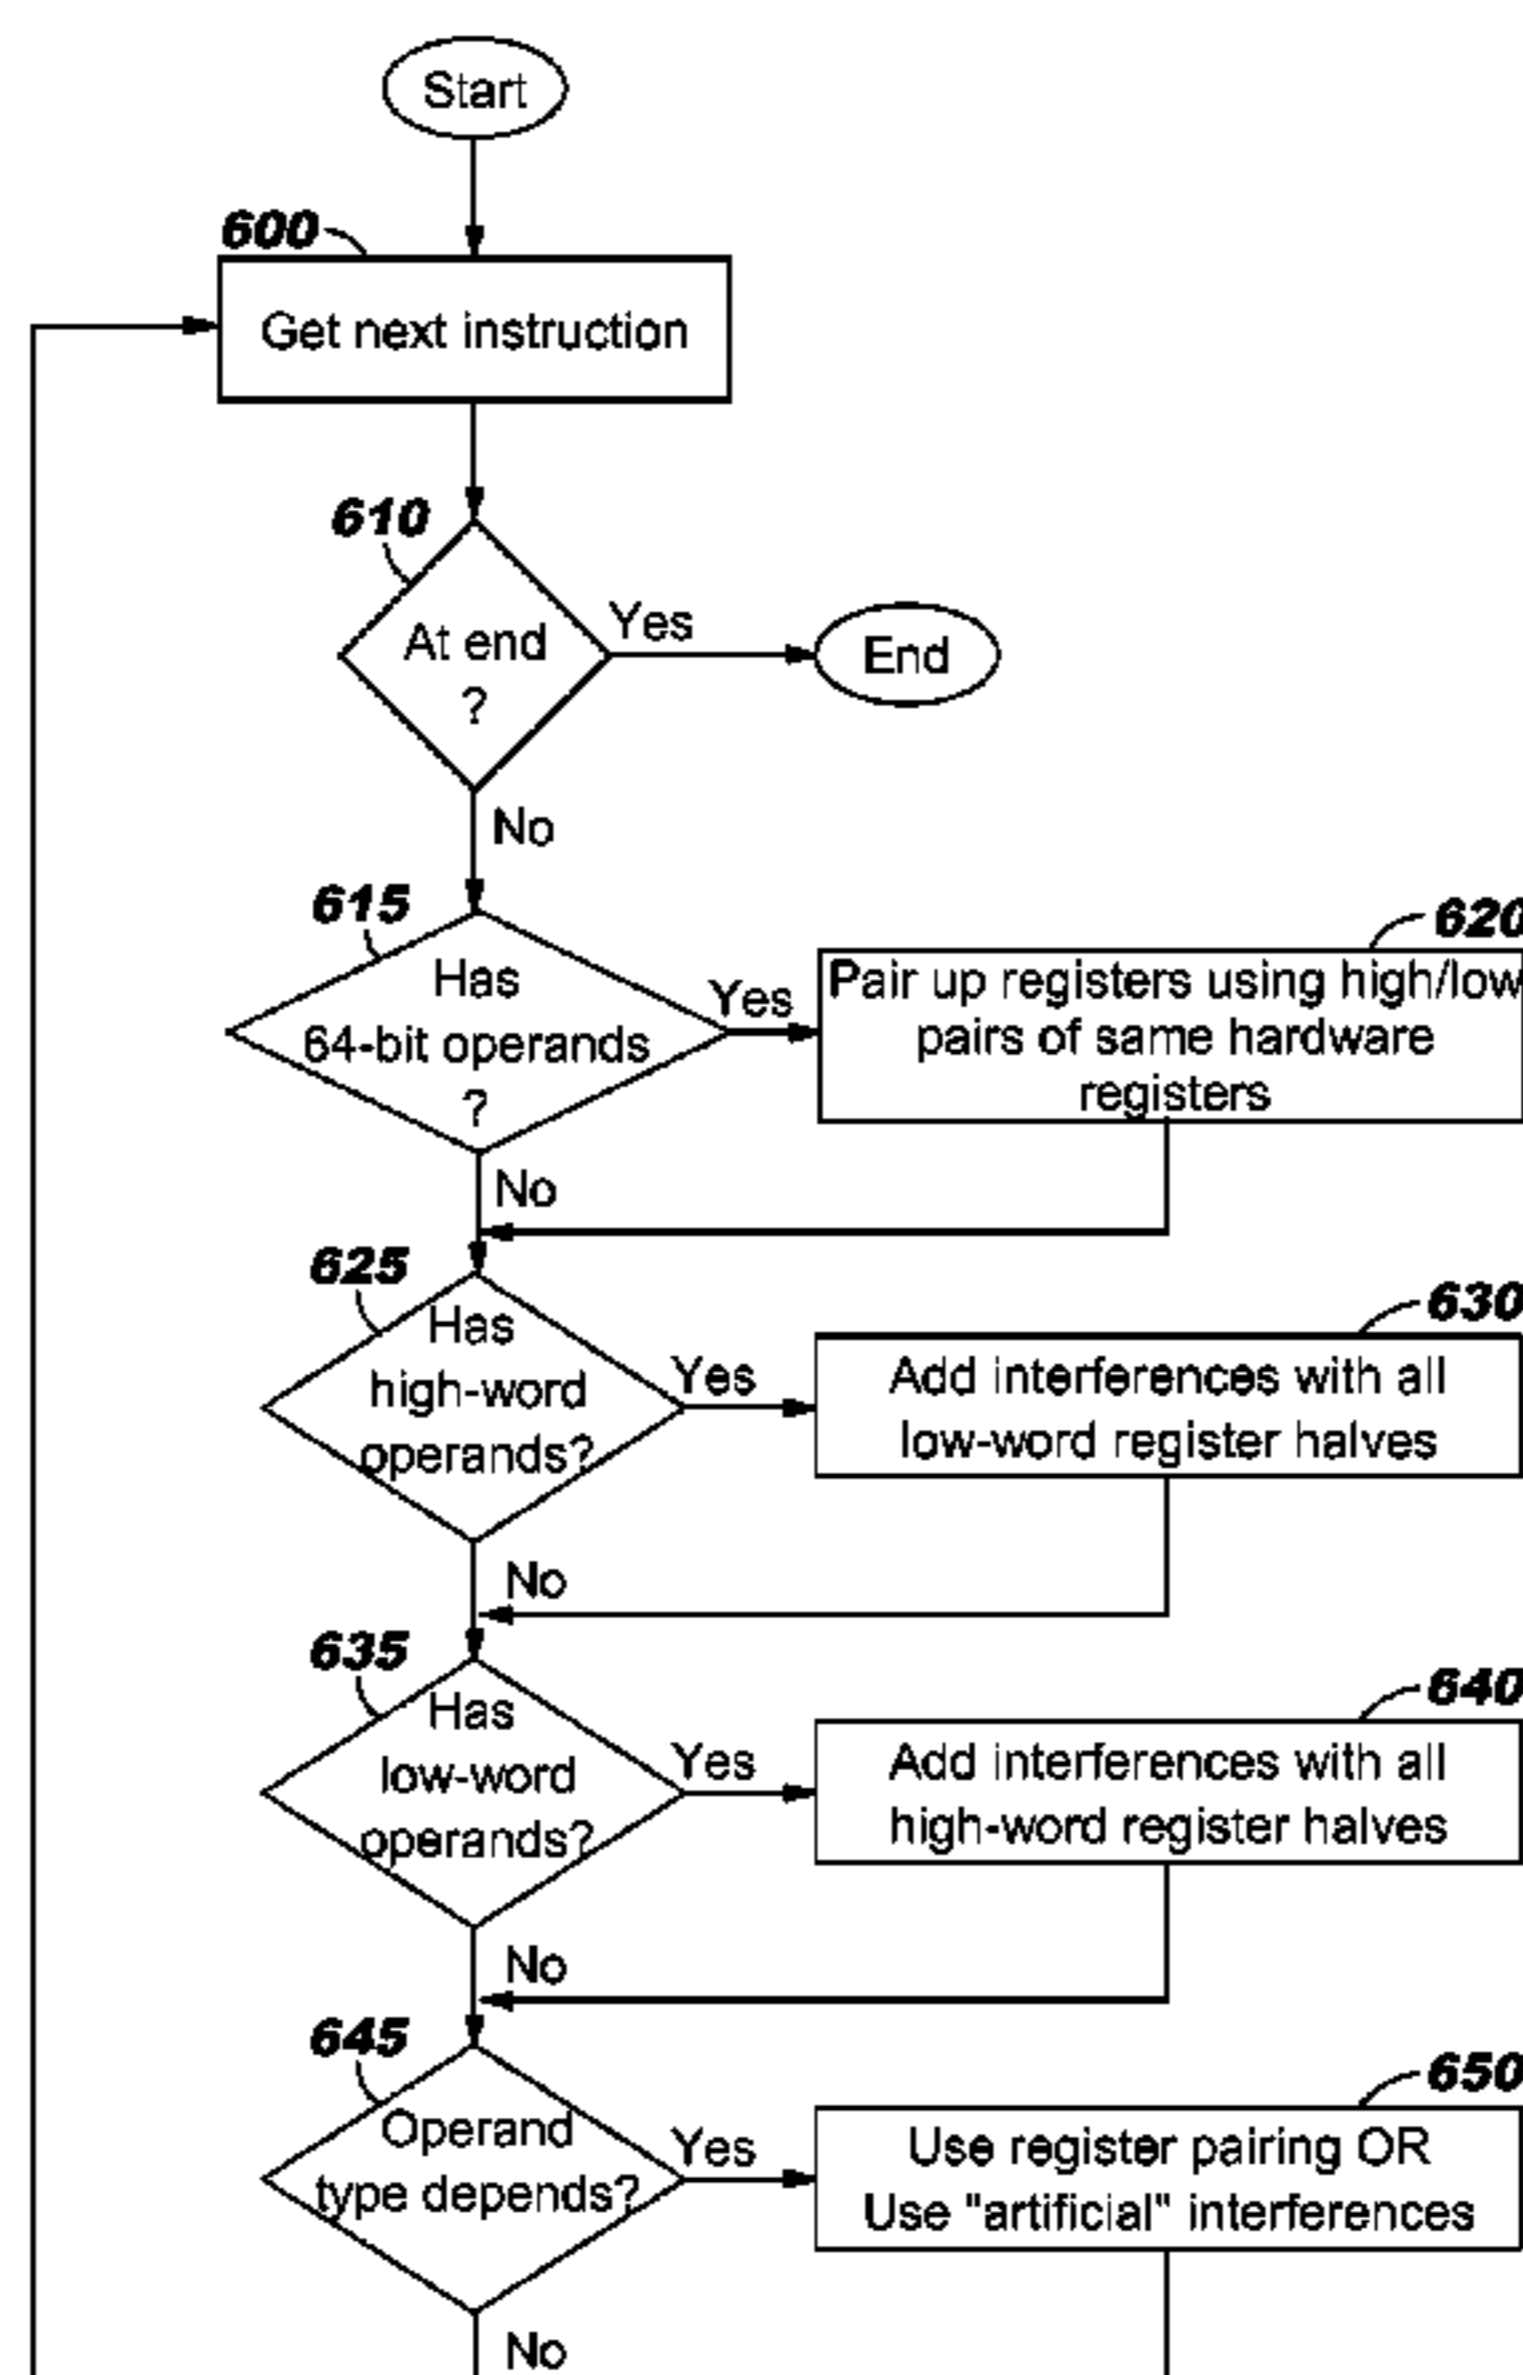 Start
600
Get next instruction
610
At end
?
Yes
End
No
615
Has
64-bit operands
?
Yes
620
Pair up registers using high/low
pairs of same hardware
registers
No
625
Has
high-word
operands?
Yes
630
Add interferences with all
low-word register halves
No
635
Has
low-word
operands?
Yes
640
Add interferences with all
high-word register halves
No
645
Operand
type depends?
Yes
650
Use register pairing OR
Use "artificial" interferences
No